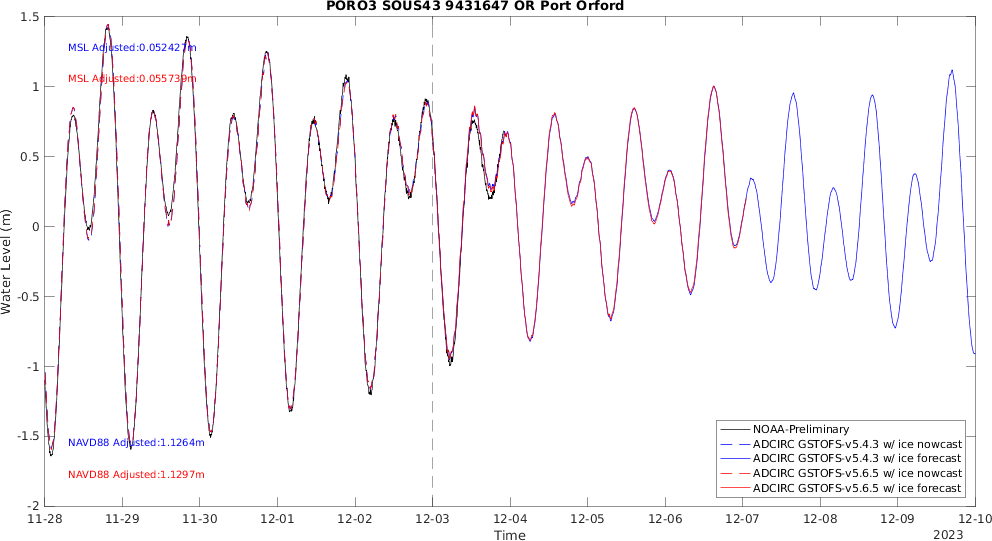 PORO3 SOUS43 9431647 OR Port Orford
1.5
1
0.5
0
-0.5
-1
-1.5
-2
Water Level (m)
MSL Adjusted:0.052427m
MSL Adjusted:0.055739m
NAVD88 Adjusted:1.1264m
NAVD88 Adjusted:1.1297m
NOAA-Preliminary
ADCIRC GSTOFS-v5.4.3 w/ ice nowcast
ADCIRC GSTOFS-v5.4.3 w/ ice forecast
ADCIRC GSTOFS-v5.6.5 w/ ice nowcast
ADCIRC GSTOFS-v5.6.5 w/ ice forecast
11-28 11-29 11-30 12-01 12-02 12-03 12-04 12-05 12-06 12-07 12-08 12-09 12-10
Time
2023